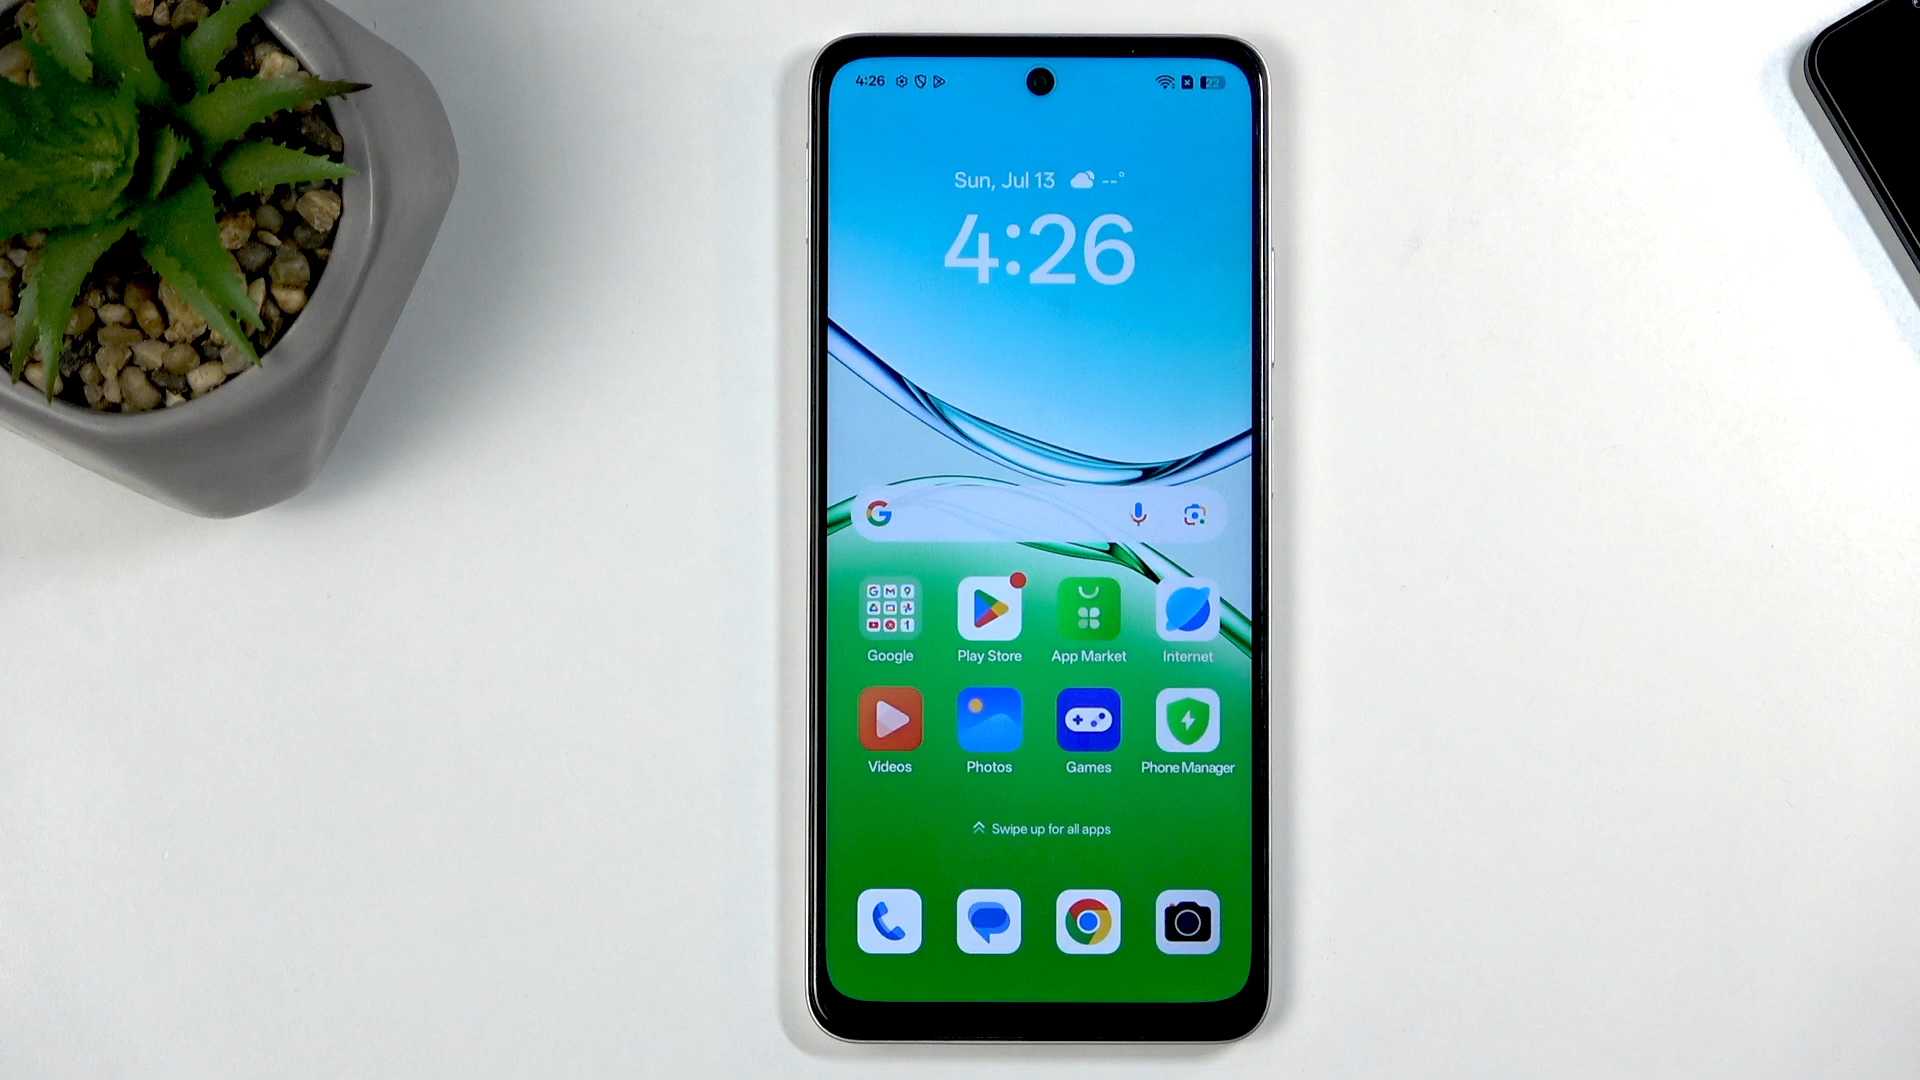 4:26
22
Sun, Jul 13 --°
4:26
Google Play Store App Market Internet
Videos Photos Games Phone Manager
Swipe up for all apps